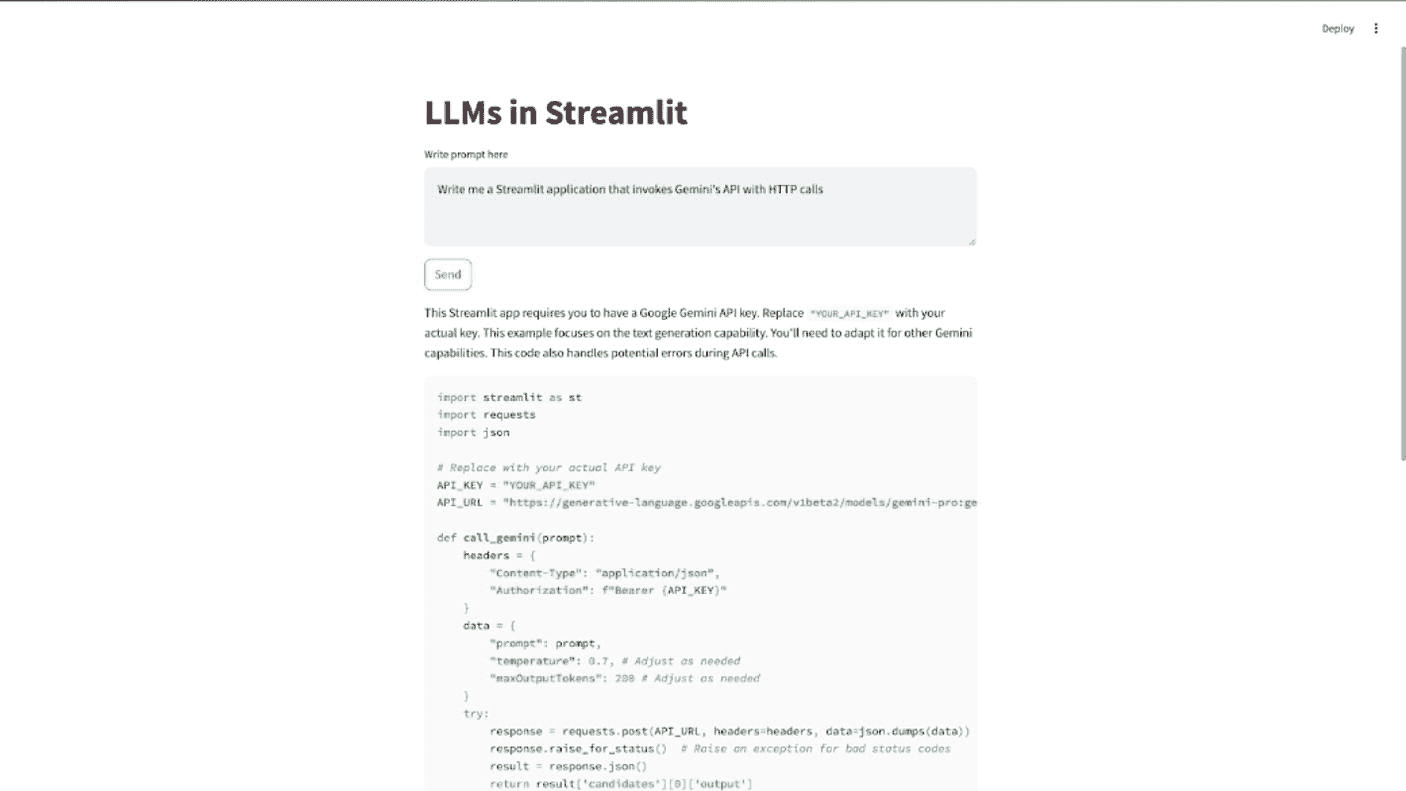 Deploy
LLMs in Streamlit
Write prompt here
Write me a Streamlit application that invokes Gemini's API with HTTP calls
Send
This Streamlit app requires you to have a Google Gemini API key. Replace "YOUR_API_KEY" with your
actual key. This example focuses on the text generation capability. You'll need to adapt it for other Gemini
capabilities. This code also handles potential errors during API calls.
import streamlit as st
import requests
import json
# Replace with your actual API key
API_KEY = "YOUR_API_KEY"
API_URL = "https://generative-language.googleapis.com/v1beta2/models/gemini-pro:ge
def call_gemini(prompt):
headers = {
"Content-Type": "application/json",
"Authorization": f"Bearer {API_KEY}"
}
data = {
"prompt": prompt,
"temperature": 0.7, # Adjust as needed
"maxOutputTokens": 200 # Adjust as needed
}
try:
response = requests.post(API_URL, headers=headers, data=json.dumps(data))
response.raise_for_status() # Raise an exception for bad status codes
result = response.json()
return result['candidates'][0]['output']